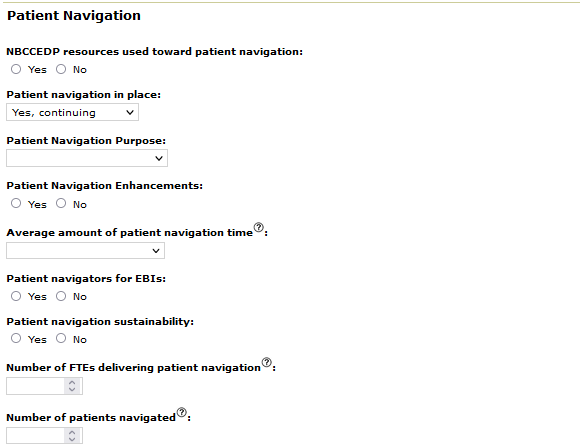 Patient Navigation
NBCCEDP resources used toward patient navigation:
Yes No
Patient navigation in place:
Yes, continuing
Patient Navigation Purpose:
Patient Navigation Enhancements:
Yes No
Average amount of patient navigation time?:
Patient navigators for EBIs:
Yes No
Patient navigation sustainability:
Yes No
Number of FTEs delivering patient navigation?:
Number of patients navigated?: